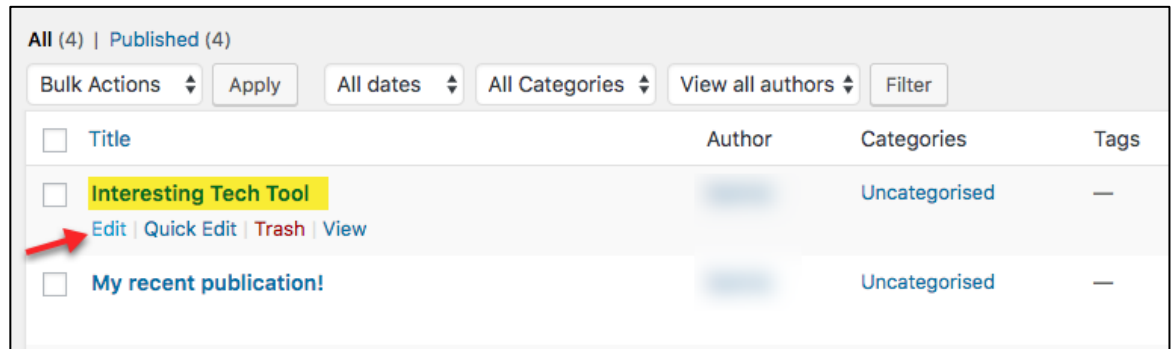 All (4) | Published (4)
Bulk Actions Apply All dates All Categories View all authors Filter
Title Author Categories Tags
Interesting Tech Tool Uncategorised —
Edit | Quick Edit | Trash | View
My recent publication! Uncategorised —